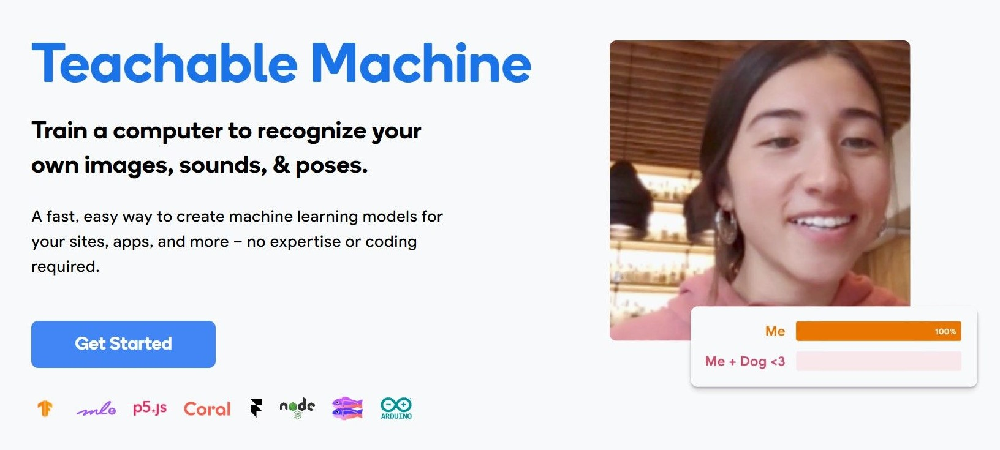 Teachable Machine
Train a computer to recognize your
own images, sounds, & poses.
A fast, easy way to create machine learning models for
your sites, apps, and more – no expertise or coding
required.
Get Started
ml5
p5.js
Coral
node
JS
ARDUINO
Me
100%
Me + Dog <3